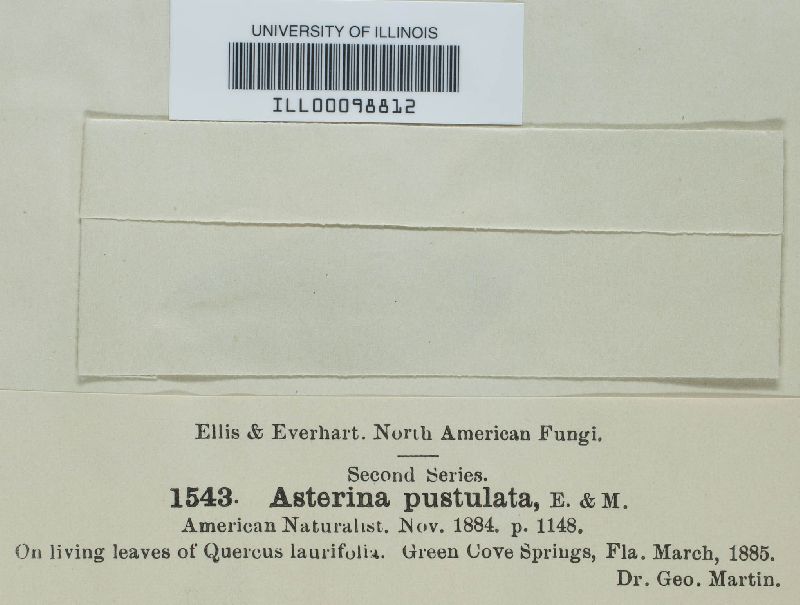 UNIVERSITY OF ILLINOIS
ILL00098812
Ellis & Everhart. North American Fungi.
Second Series.
1543. Asterina pustulata, E. & M.
American Naturalist. Nov. 1884. p. 1148.
On living leaves of Quercus laurifolia. Green Cove Springs, Fla. March, 1885.
Dr. Geo. Martin.